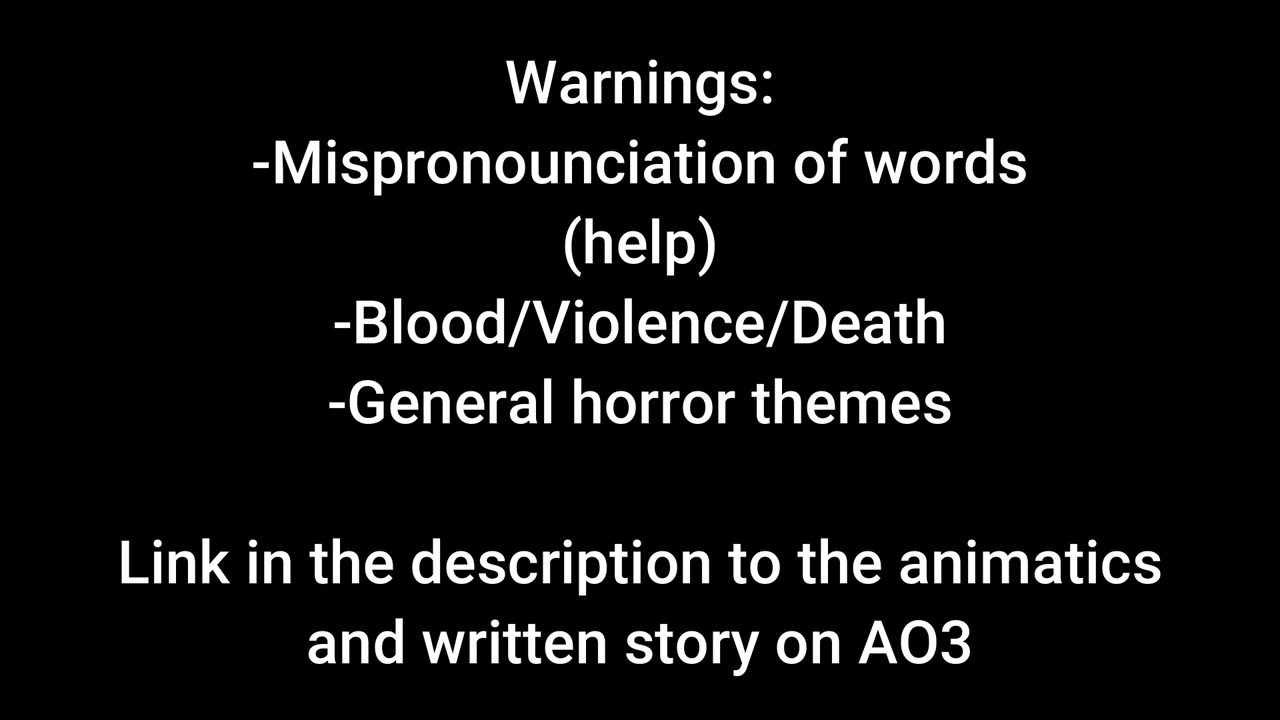 Warnings:
-Mispronounciation of words
(help)
-Blood/Violence/Death
-General horror themes
Link in the description to the animatics
and written story on AO3